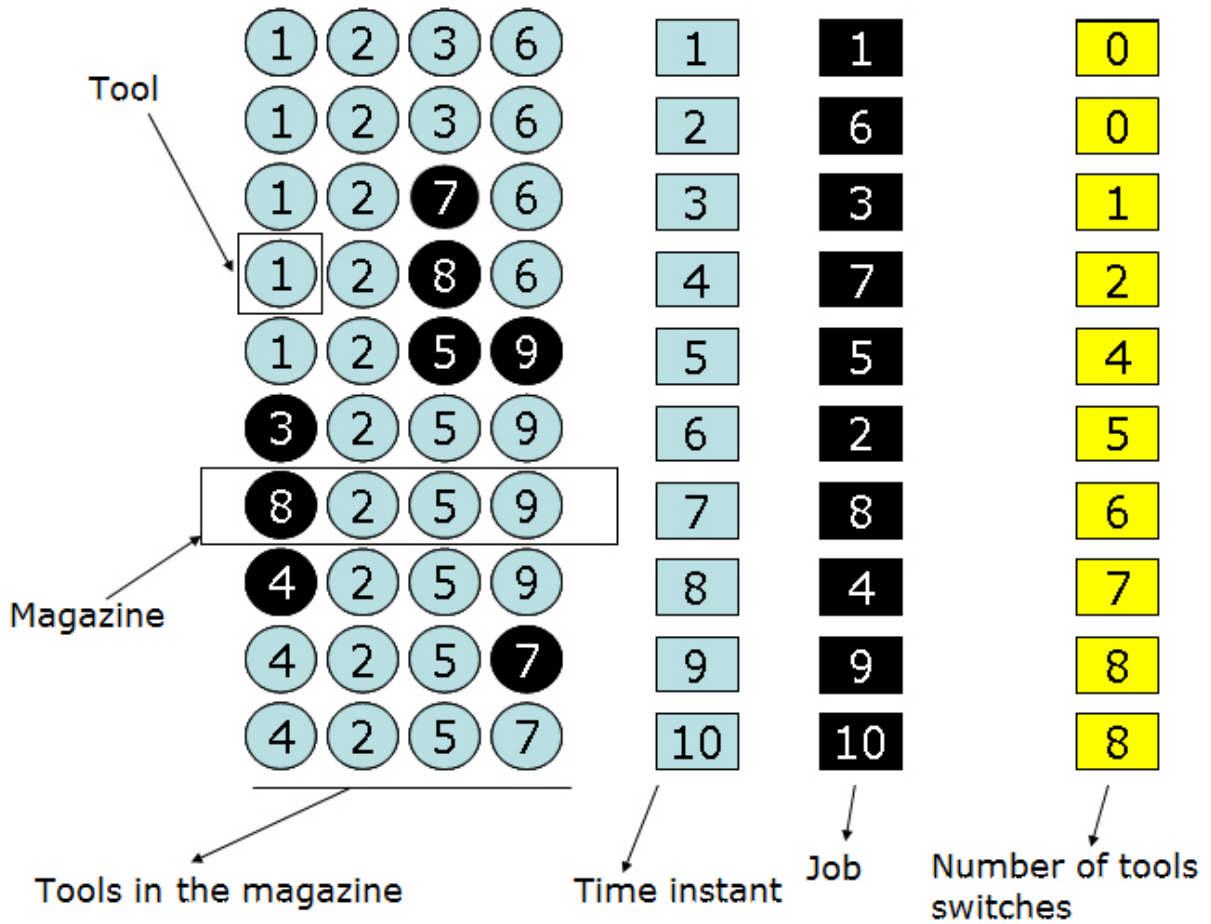 1 2 3 6 1 1 0
Tool
1 2 3 6 2 6 0
1 2 7 6 3 3 1
1 2 8 6 4 7 2
1 2 5 9 5 5 4
3 2 5 9 6 2 5
8 2 5 9 7 8 6
Magazine
4 2 5 9 8 4 7
4 2 5 7 9 9 8
4 2 5 7 10 10 8
Tools in the magazine
Time instant
Job
Number of tools
switches